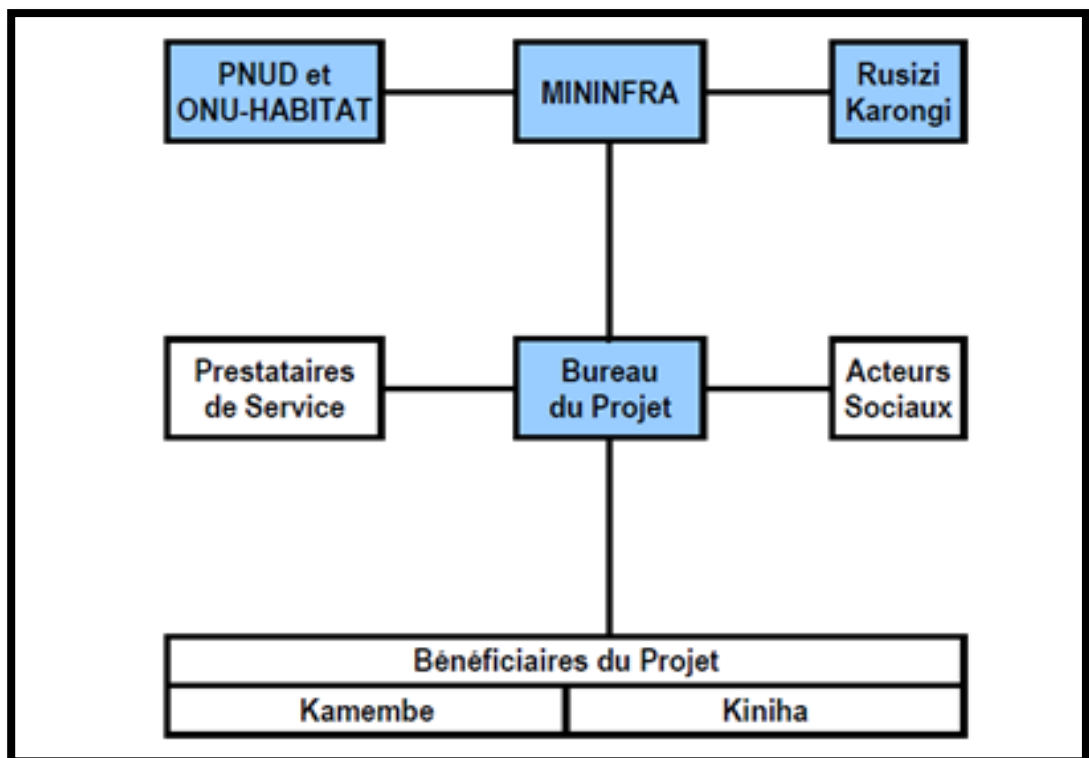 PNUD et
ONU-HABITAT
MININFRA
Rusizi
Karongi
Prestataires
de Service
Bureau
du Projet
Acteurs
Sociaux
Bénéficiaires du Projet
Kamembe
Kiniha